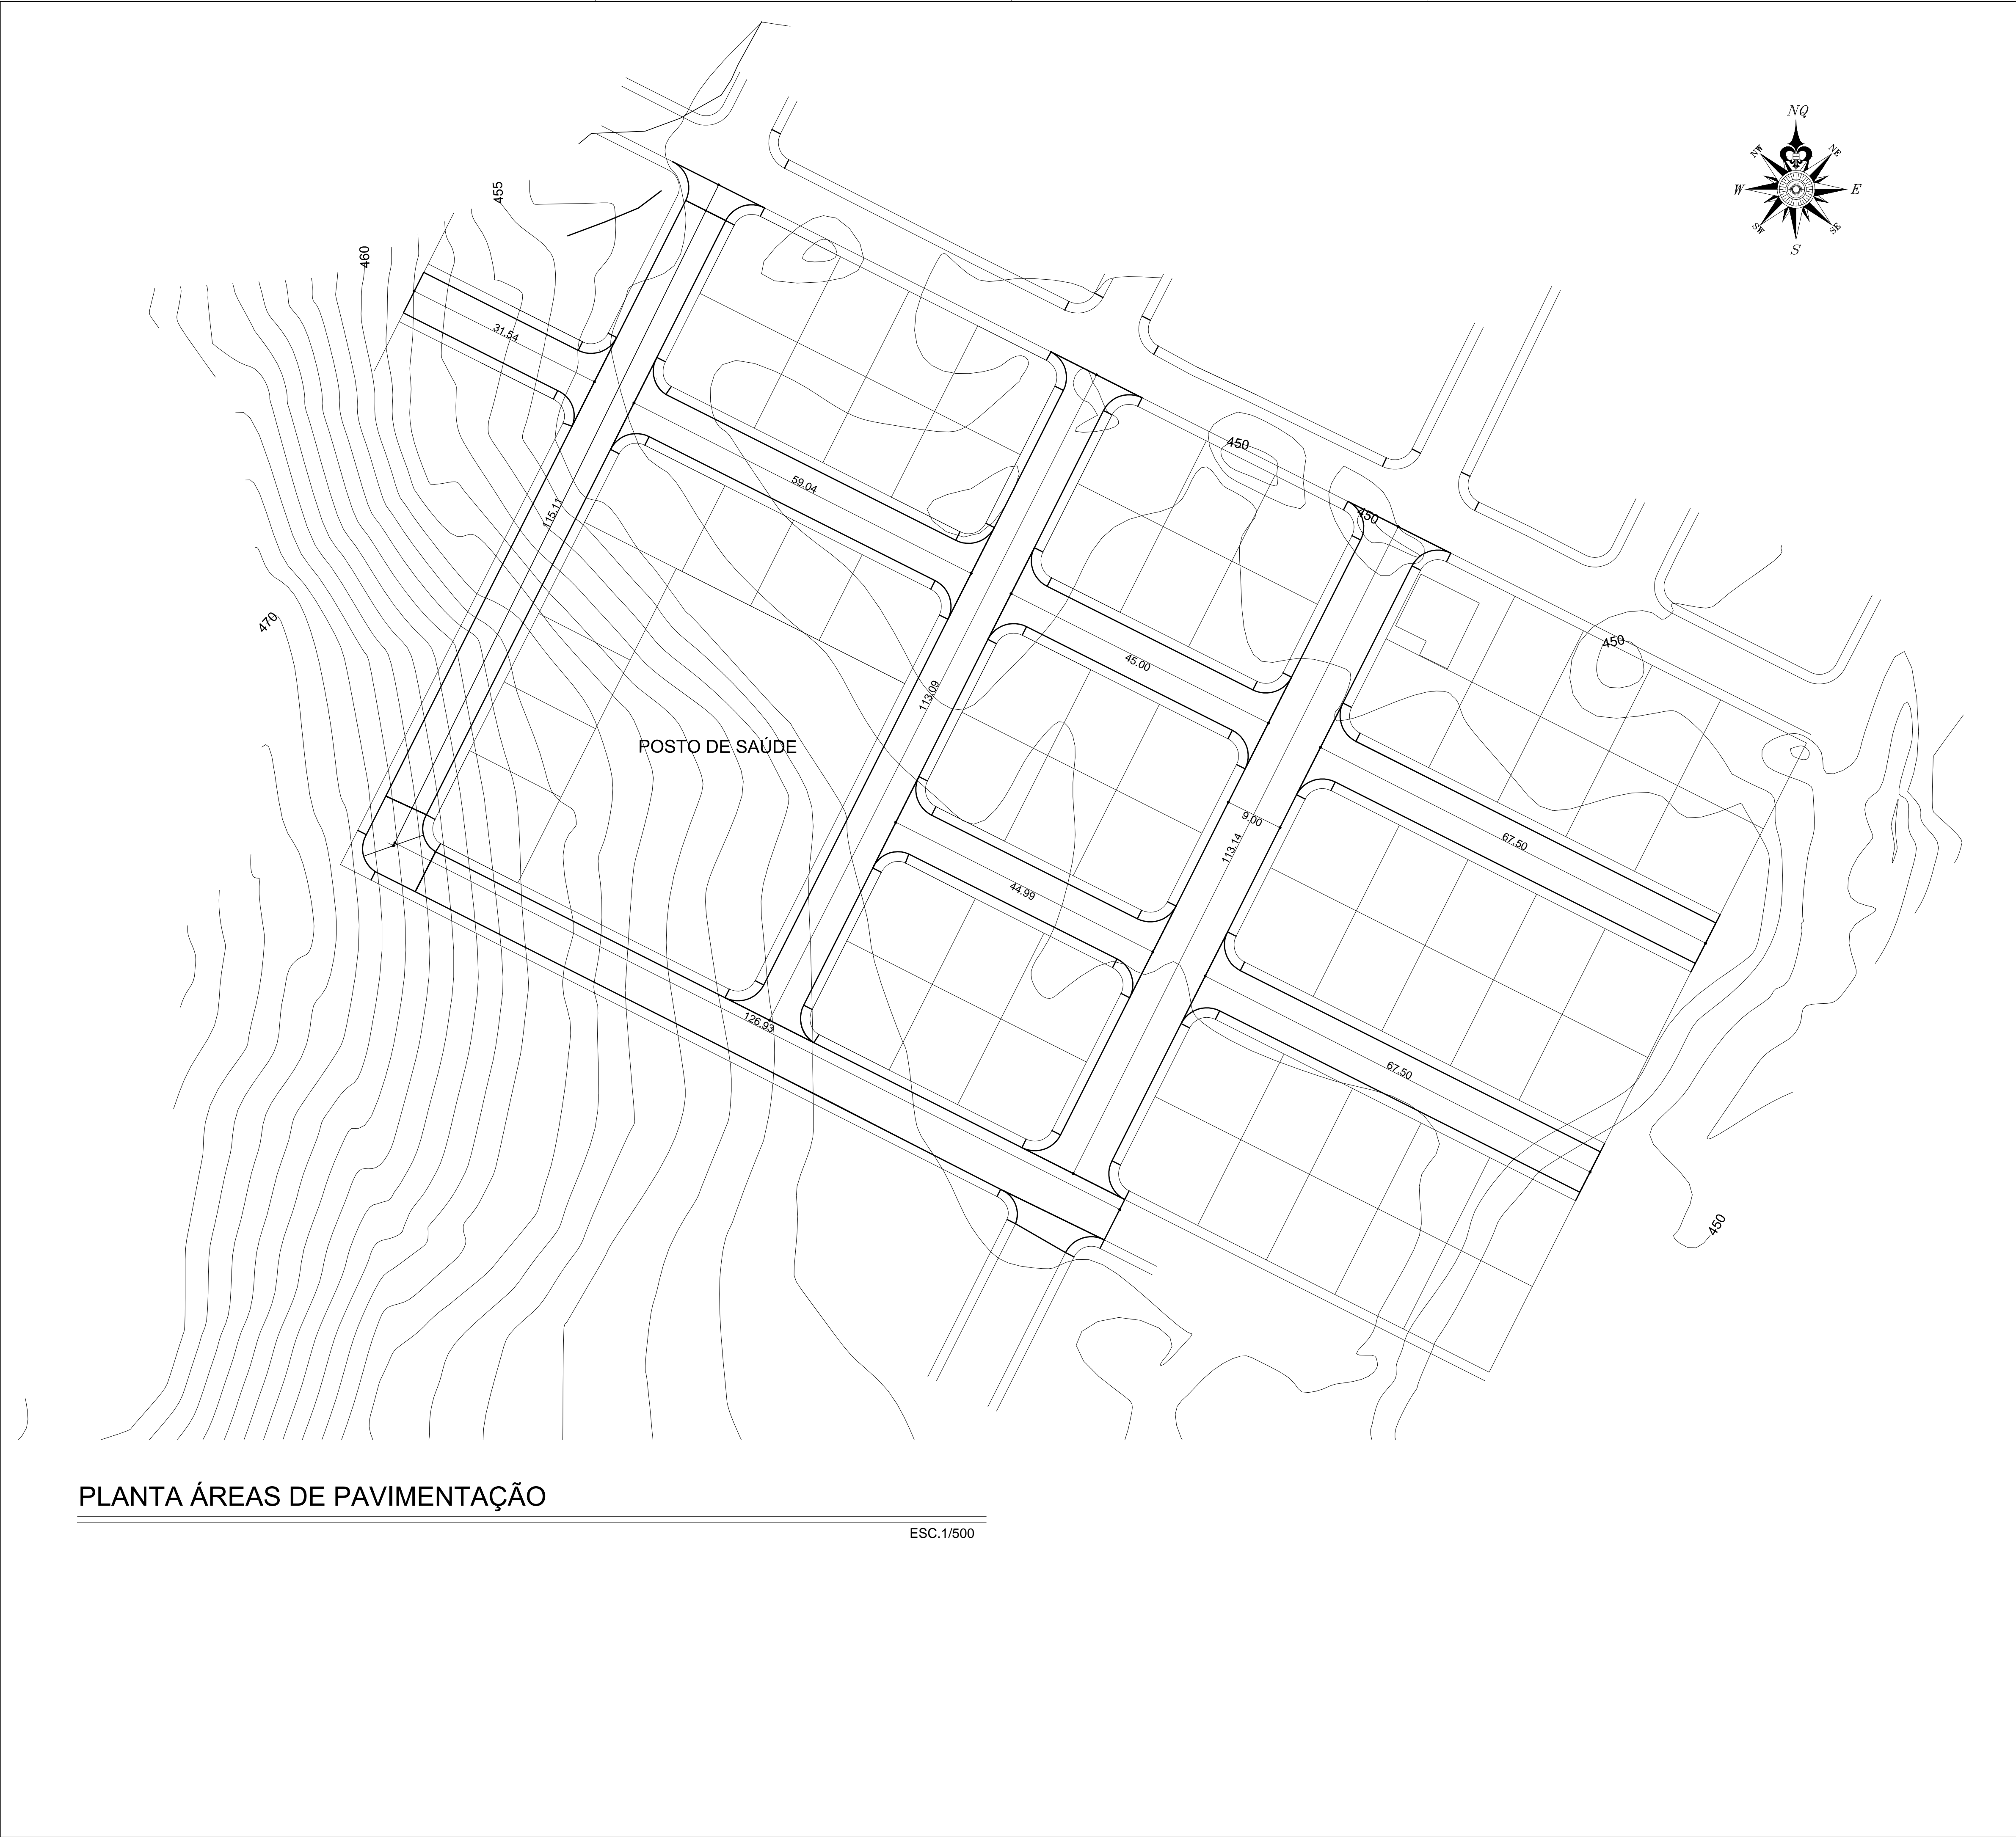 NQ
NW
NE
W
E
SW
SE
S
455
460
31.54
450
59.04
115.11
450
470
45.00
450
113.09
POSTO DE SAÚDE
9.00
67.50
113.14
44.99
126.93
67.50
450
PLANTA ÁREAS DE PAVIMENTAÇÃO
ESC.1/500